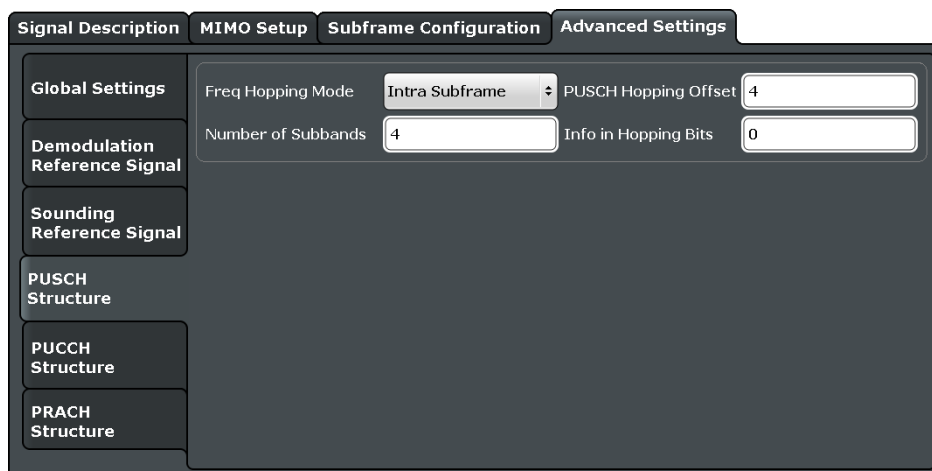 Signal Description MIMO Setup Subframe Configuration Advanced Settings
Global Settings
Demodulation
Reference Signal
Sounding
Reference Signal
PUSCH
Structure
PUCCH
Structure
PRACH
Structure
Freq Hopping Mode Intra Subframe PUSCH Hopping Offset 4
Number of Subbands 4 Info in Hopping Bits 0